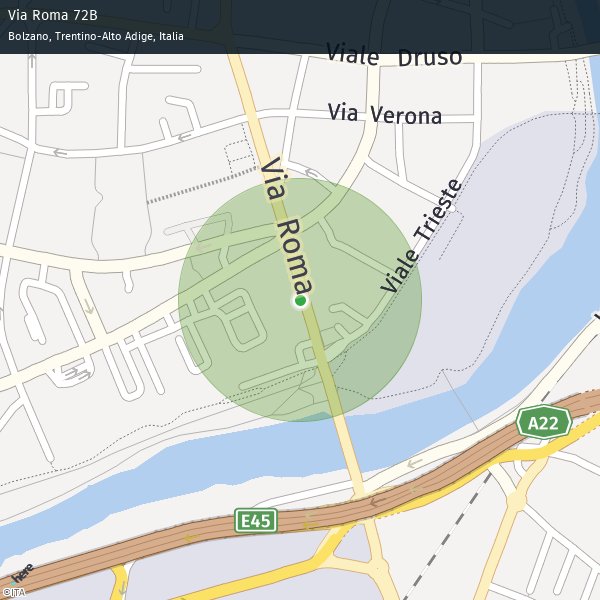 Via Roma 72B
Bolzano, Trentino-Alto Adige, Italia
Viale Druso
Via Verona
Via Roma
Viale Trieste
A22
E45
here
©ITA